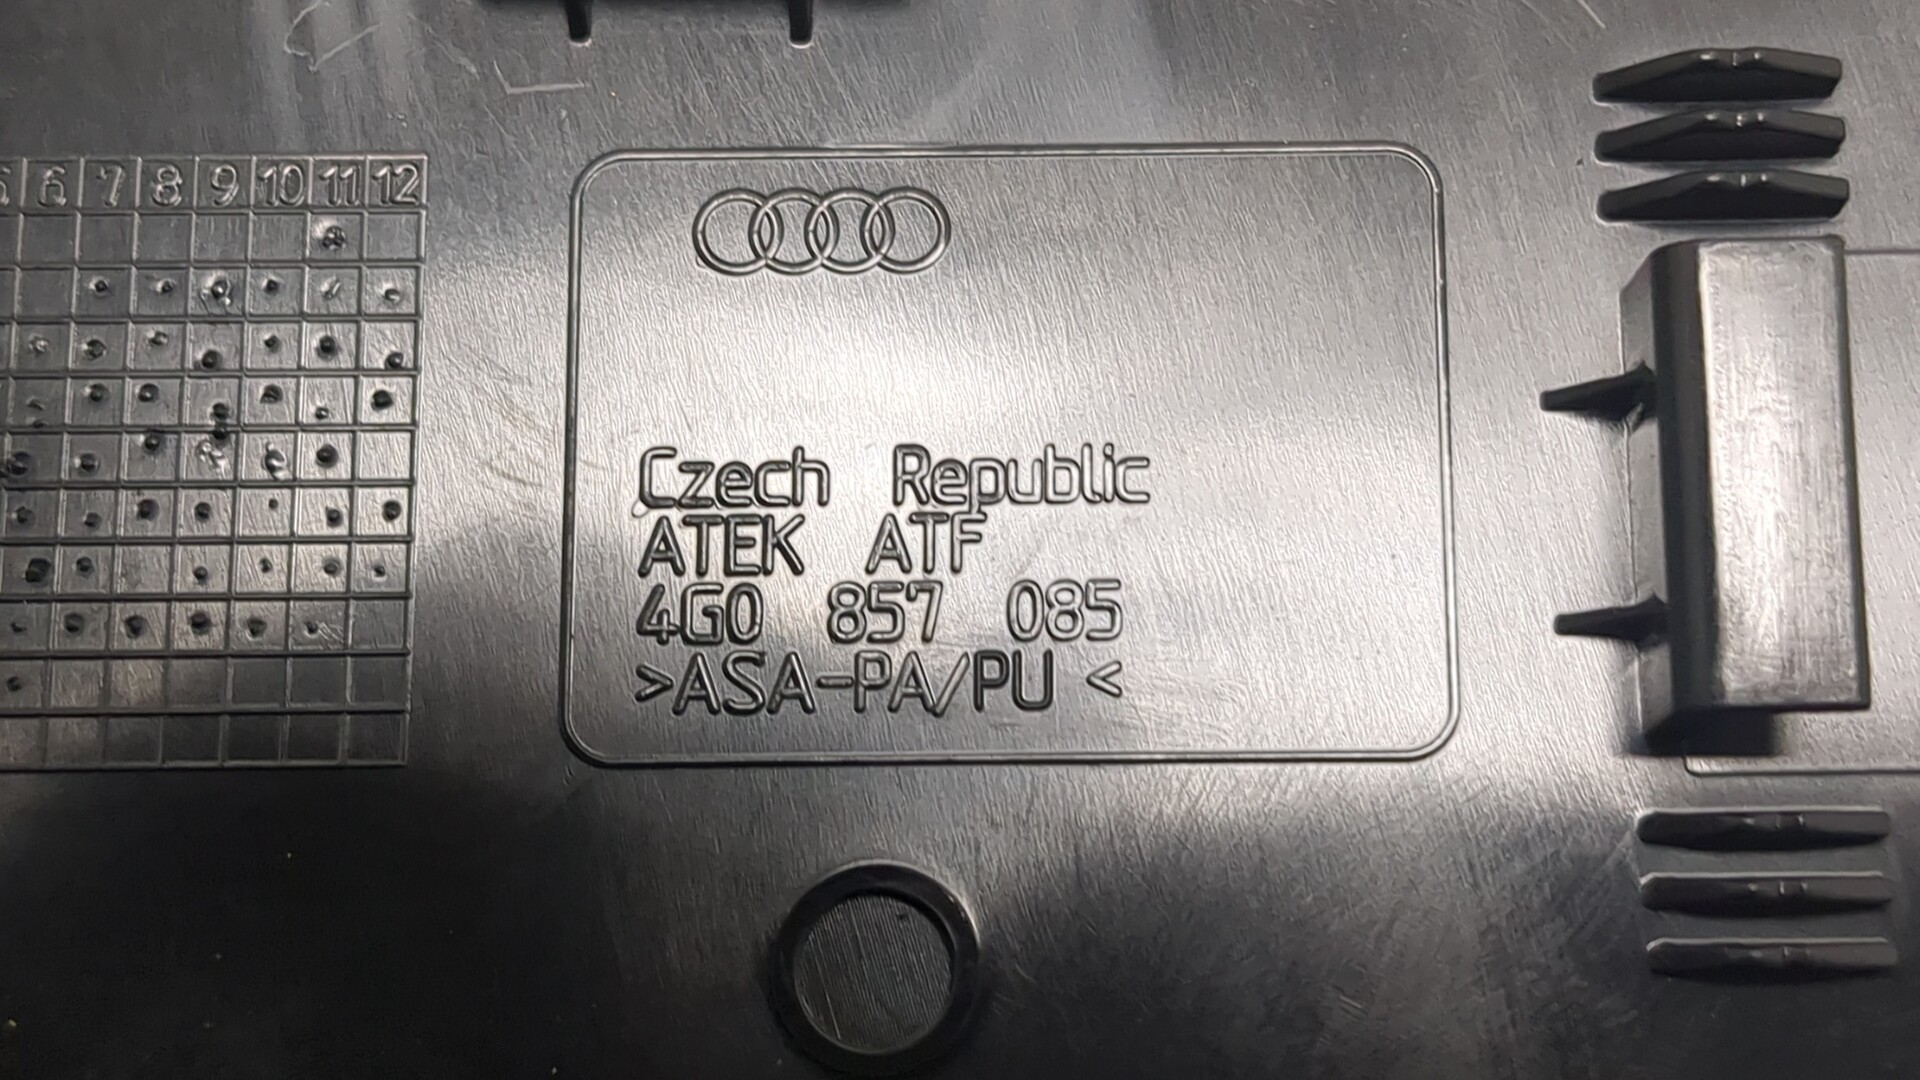 6 7 8 9 10 11 12
Czech Republic
ATEK ATF
4G0 857 085
>ASA-PA/PU <